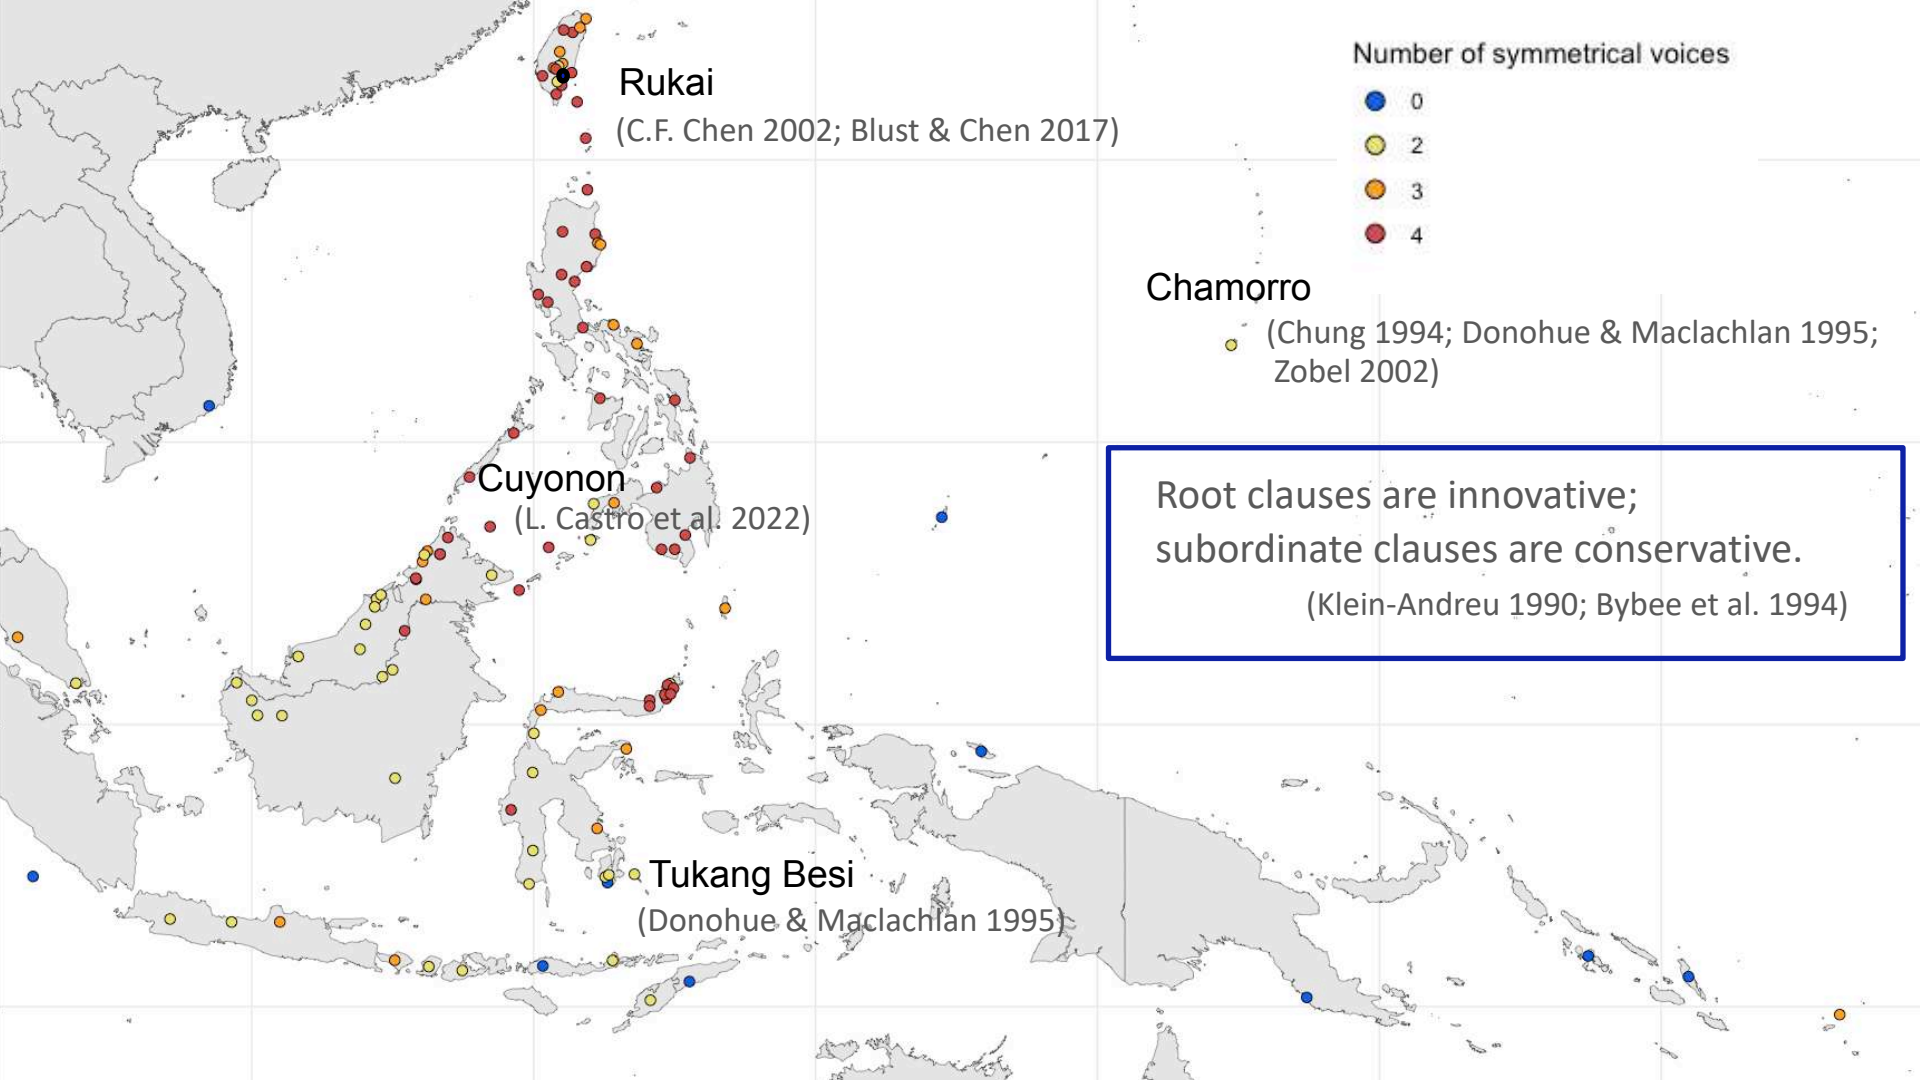 Number of symmetrical voices
0
2
3
4
Rukai
(C.F. Chen 2002; Blust & Chen 2017)
Chamorro
(Chung 1994; Donohue & Maclachlan 1995;
Zobel 2002)
Cuyonon
(L. Castro et al. 2022)
Root clauses are innovative;
subordinate clauses are conservative.
(Klein-Andreu 1990; Bybee et al. 1994)
Tukang Besi
(Donohue & Maclachlan 1995)